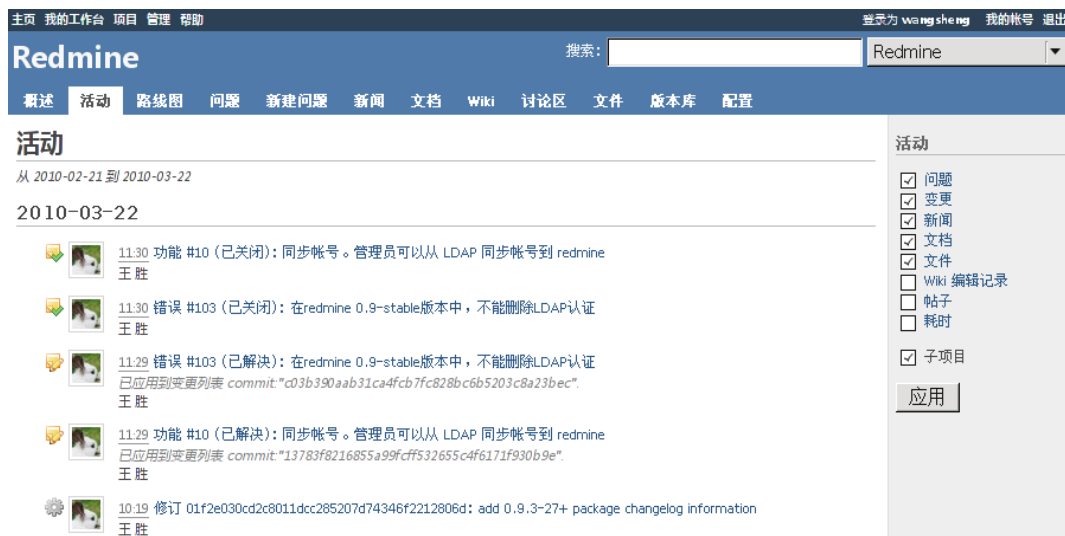 主页 我的工作台 项目 管理 帮助 登录为 wangsheng 我的帐号 退出
Redmine 搜索: Redmine
概述 活动 路线图 问题 新建问题 新闻 文档 Wiki 讨论区 文件 版本库 配置
活动
从 2010-02-21 到 2010-03-22
2010-03-22
11:30 功能 #10 (已关闭): 同步帐号。管理员可以从 LDAP 同步帐号到 redmine
王 胜
11:30 错误 #103 (已关闭): 在redmine 0.9-stable版本中，不能删除LDAP认证
王 胜
11:29 错误 #103 (已解决): 在redmine 0.9-stable版本中，不能删除LDAP认证
已应用到变更列表 commit:"c03b390aab31ca4fcb7fc828bc6b5203c8a23bec".
王 胜
11:29 功能 #10 (已解决): 同步帐号。管理员可以从 LDAP 同步帐号到 redmine
已应用到变更列表 commit:"13783f8216855a99fcff532655c4f6171f930b9e".
王 胜
10:19 修订 01f2e030cd2c8011dcc285207d74346f2212806d: add 0.9.3-27+ package changelog information
王 胜
活动
问题
变更
新闻
文档
文件
Wiki 编辑记录
帖子
耗时
子项目
应用